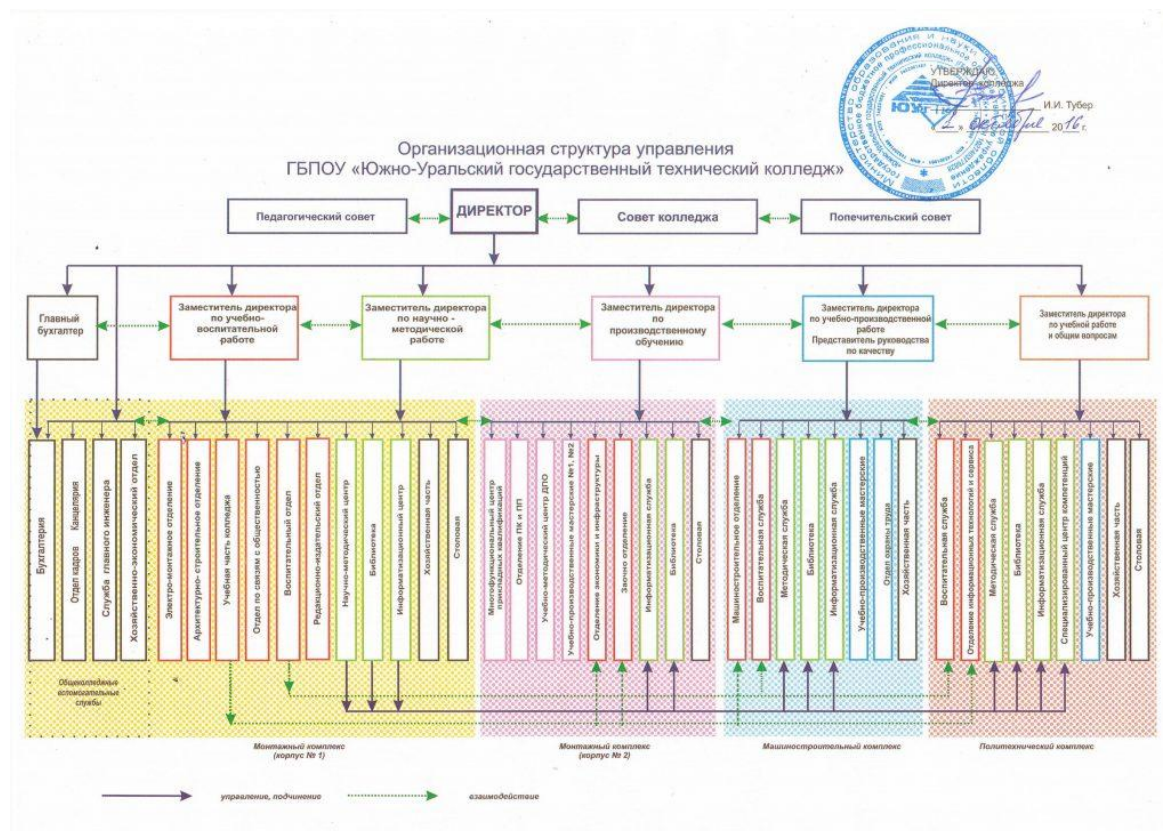 УТВЕРЖДАЮ
Директор колледжа
И.И. Тубер
« 2 » октября 2016 г.
Организационная структура управления
ГБПОУ «Южно-Уральский государственный технический колледж»
Педагогический совет
ДИРЕКТОР
Совет колледжа
Попечительский совет
Главный
бухгалтер
Заместитель директора
по учебно-
воспитательной
работе
Заместитель директора
по научно -
методической
работе
Заместитель директора
по
производственному
обучению
Заместитель директора
по учебно-производственной
работе
Представитель руководства
по качеству
Заместитель директора
по учебной работе
и общим вопросам
Бухгалтерия
Отдел кадров Канцелярия
Служба главного инженера
Хозяйственно-экономический отдел
Электро-монтажное отделение
Архитектурно- строительное отделение
Учебная часть колледжа
Отдел по связям с общественностью
Воспитательный отдел
Редакционно-издательский отдел
Научно-методический центр
Библиотека
Информатизационный центр
Хозяйственная часть
Столовая
Многофункциональный центр
прикладных квалификаций
Отделение ПК и ПП
Учебно-методический центр ДПО
Учебно-производственные мастерские №1, №2
Отделение экономики и инфраструктуры
Заочно отделение
Информатизационная служба
Библиотека
Столовая
Машиностроительное отделение
Воспитательная служба
Методическая служба
Библиотека
Информатизационная служба
Учебно-производственные мастерские
Отдел охраны труда
Хозяйственная часть
Воспитательная служба
Отделение информационных технологий и сервиса
Методическая служба
Библиотека
Информатизационная служба
Специализированный центр компетенций
Учебно-производственные мастерские
Хозяйственная часть
Столовая
Общеколледжные
вспомогательные
службы
Монтажный комплекс
(корпус № 1)
Монтажный комплекс
(корпус № 2)
Машиностроительный комплекс
Политехнический комплекс
управление, подчинение
взаимодействие